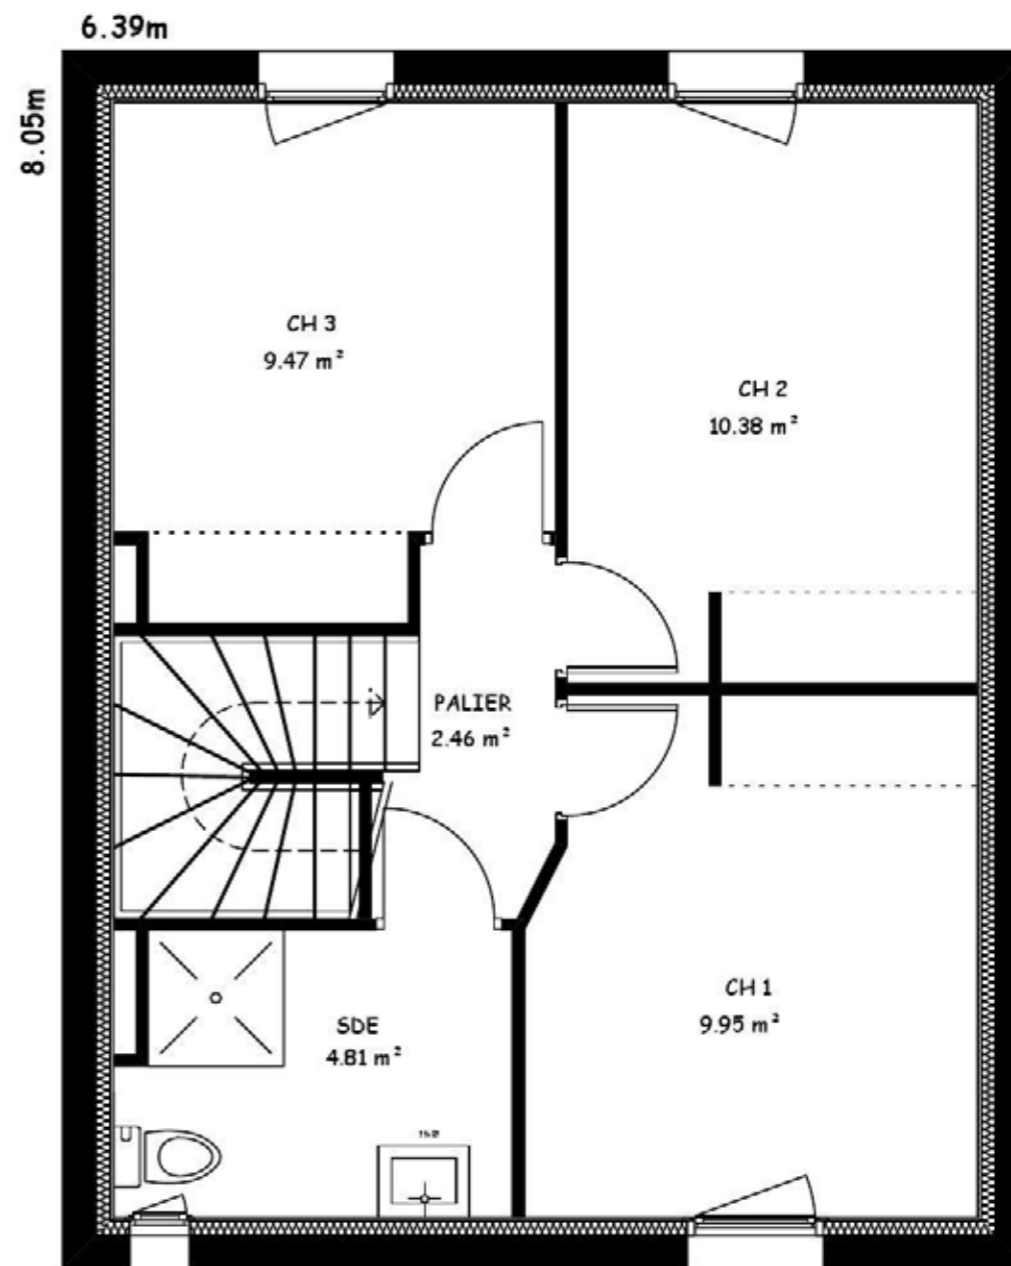 6.39m
8.05m
CH 3
9.47 m²
CH 2
10.38 m²
PALIER
2.46 m²
CH 1
9.95 m²
SDE
4.81 m²